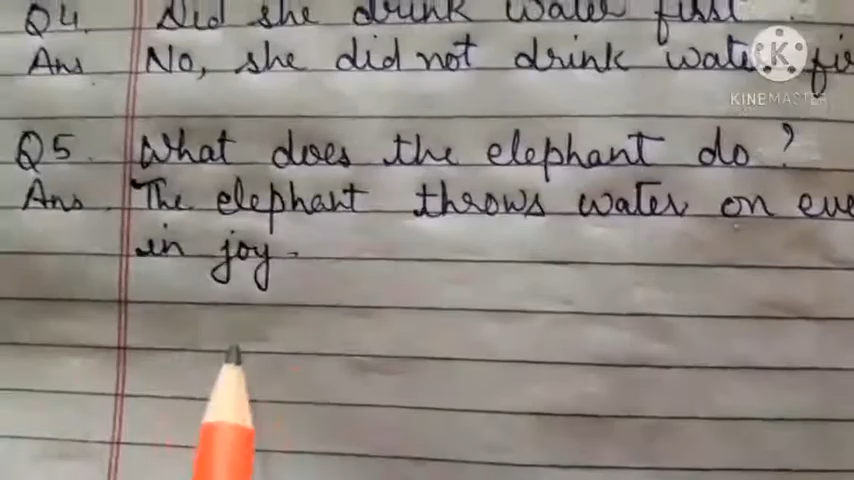 Q4. Did she drink water first
Ans No, she did not drink water
KINEMASTER
Q5. What does the elephant do ?
Ans. The elephant throws water on
in joy.